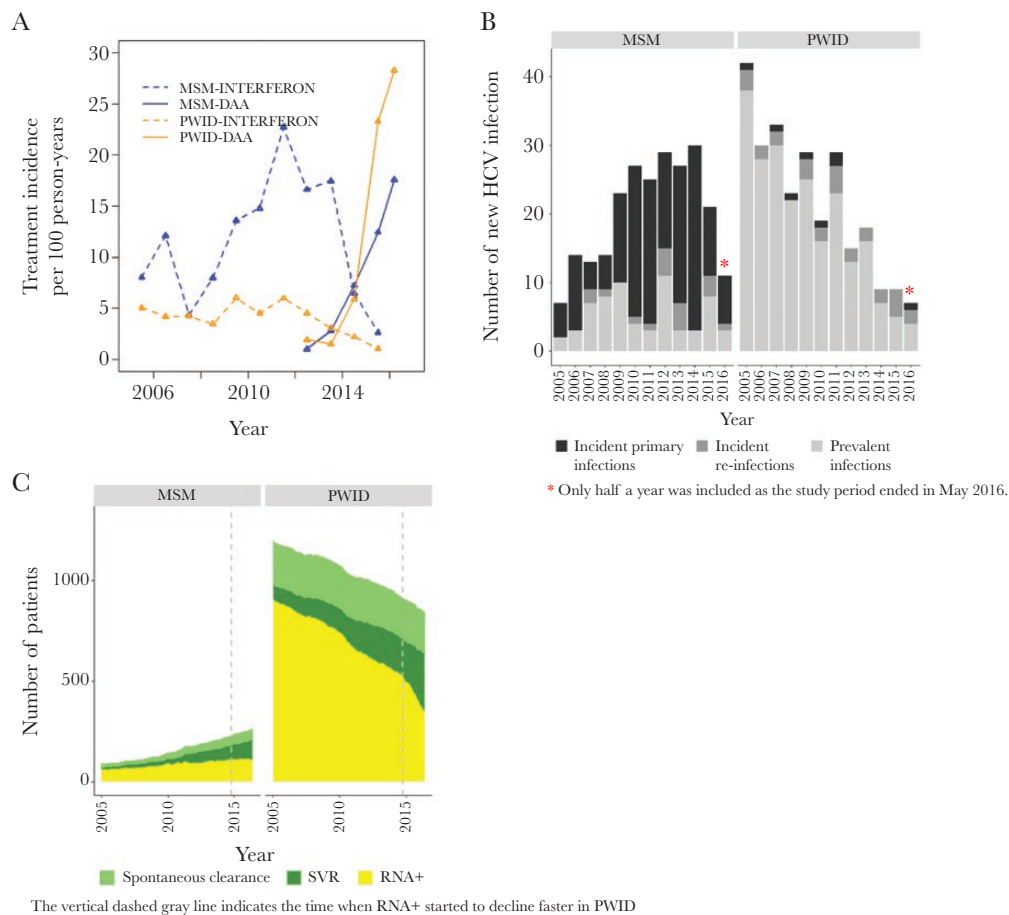 A
Treatment incidence
per 100 person-years
30
25
20
15
10
5
0
MSM-INTERFERON
MSM-DAA
PWID-INTERFERON
PWID-DAA
2006
2010
2014
Year
B
MSM
PWID
Number of new HCV infection
40
30
20
10
0
*
*
2005
2006
2007
2008
2009
2010
2011
2012
2013
2014
2015
2016
2005
2006
2007
2008
2009
2010
2011
2012
2013
2014
2015
2016
Year
Incident primary
infections
Incident
re-infections
Prevalent
infections
* Only half a year was included as the study period ended in May 2016.
C
MSM
PWID
Number of patients
1000
500
0
2005
2010
2015
2005
2010
2015
Year
Spontaneous clearance
SVR
RNA+
The vertical dashed gray line indicates the time when RNA+ started to decline faster in PWID